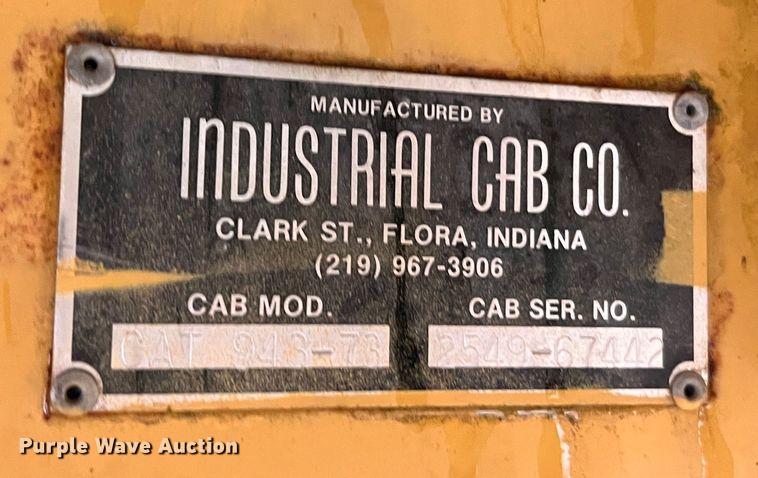 MANUFACTURED BY
INDUSTRIAL CAB CO.
CLARK ST., FLORA, INDIANA
(219) 967-3906
CAB MOD. CAB SER. NO.
CAT 943-73 2549-67442
Purple Wave Auction